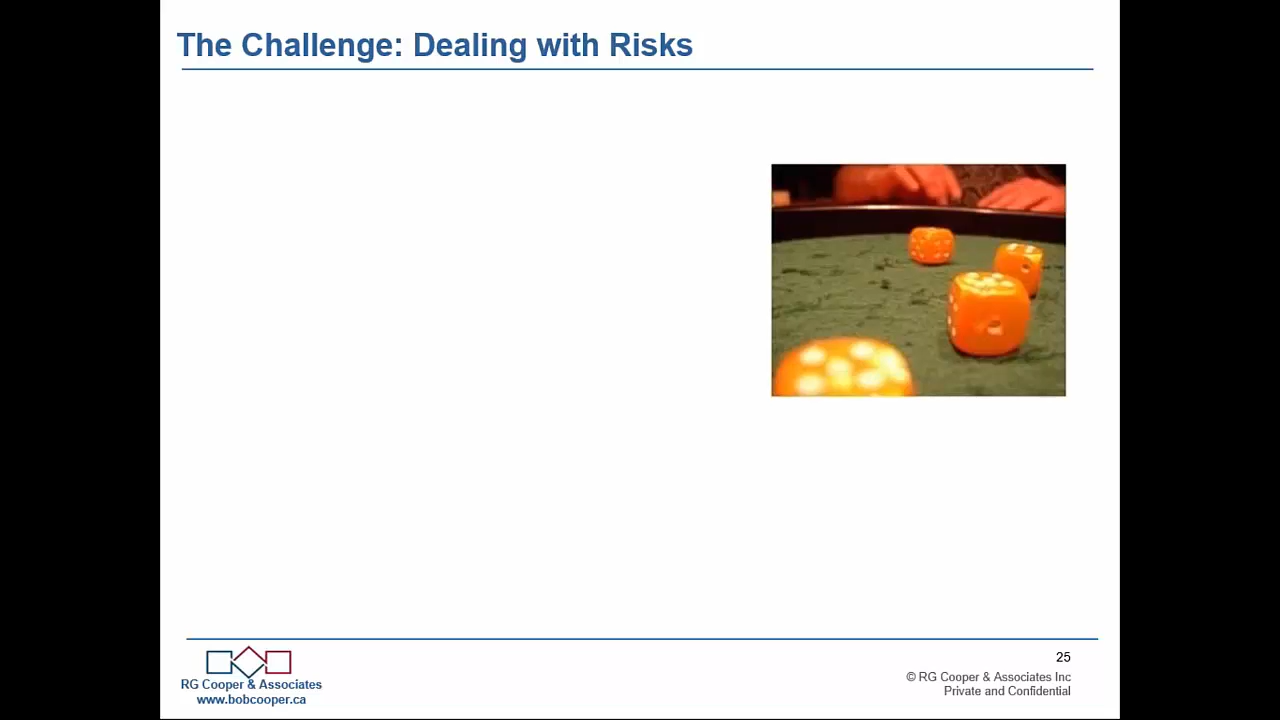 The Challenge: Dealing with Risks
25
RG Cooper & Associates
www.bobcooper.ca
© RG Cooper & Associates Inc
Private and Confidential